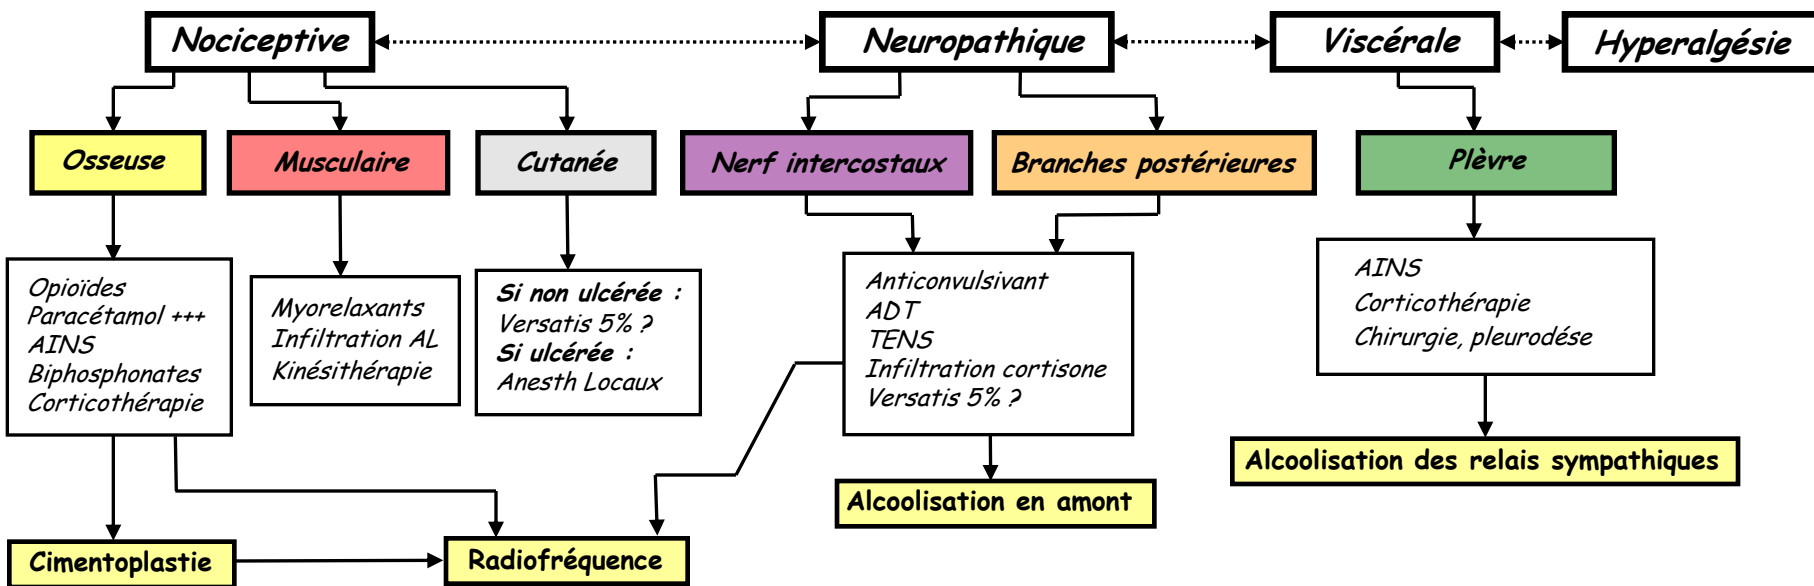 Nociceptive
Neuropathique
Viscérale
Hyperalgésie
Osseuse
Musculaire
Cutanée
Nerf intercostaux
Branches postérieures
Plèvre
Opioïdes
Paracétamol +++
AINS
Biphosphonates
Corticothérapie
Myorelaxants
Infiltration AL
Kinésithérapie
Si non ulcérée :
Versatis 5% ?
Si ulcérée :
Anesth Locaux
Anticonvulsivant
ADT
TENS
Infiltration cortisone
Versatis 5% ?
AINS
Corticothérapie
Chirurgie, pleurodése
Alcoolisation des relais sympathiques
Alcoolisation en amont
Cimentoplastie
Radiofréquence